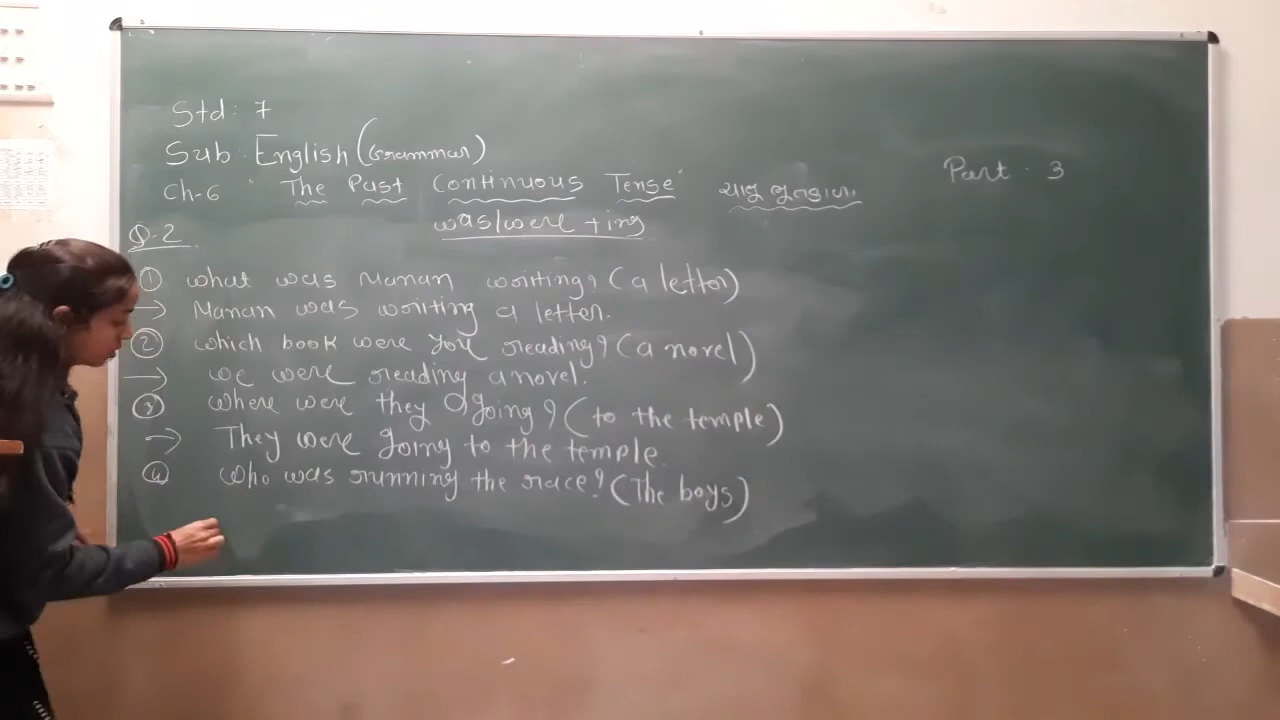 Std: 7
Sub: English (Grammar)
Ch-6 "The Past Continuous Tense" ચાલુ ભૂતકાળ
Part. 3
was/were + ing
Q-2
① what was Manan writing? (a letter)
→ Manan was writing a letter.
② which book were you reading? (a novel)
→ we were reading a novel.
③ where were they going? (to the temple)
→ They were going to the temple.
④ who was running the race? (The boys)